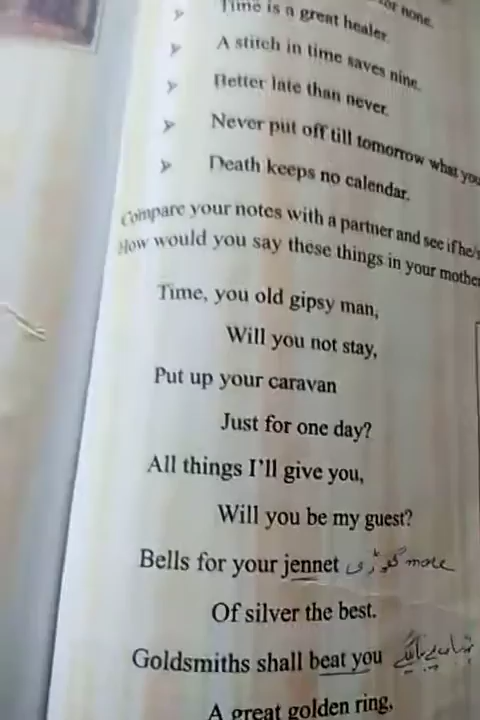 for none.
Time is a great healer.
A stitch in time saves nine.
Better late than never.
Never put off till tomorrow what you
Death keeps no calendar.
Compare your notes with a partner and see if he/s
How would you say these things in your mother
Time, you old gipsy man,
Will you not stay,
Put up your caravan
Just for one day?
All things I'll give you,
Will you be my guest?
Bells for your jennet
Of silver the best.
Goldsmiths shall beat you
A great golden ring,